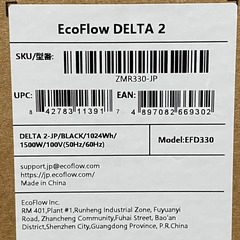 EcoFlow DELTA 2
SKU/型番:
ZMR330-JP
UPC:
8 42783 11391 7
EAN:
4 897082 669302
DELTA 2-JP/BLACK/1024Wh/
1500W/100V(50Hz/60Hz)
Model:EFD330
support.jp@ecoflow.com
https://jp.ecoflow.com
Made in China
EcoFlow Inc.
RM 401,Plant #1,Runheng Industrial Zone, Fuyuanyi
Road, Zhancheng Community,Fuhai Street, Bao'an
District,Shenzhen City,Guangdong Province, P.R.China